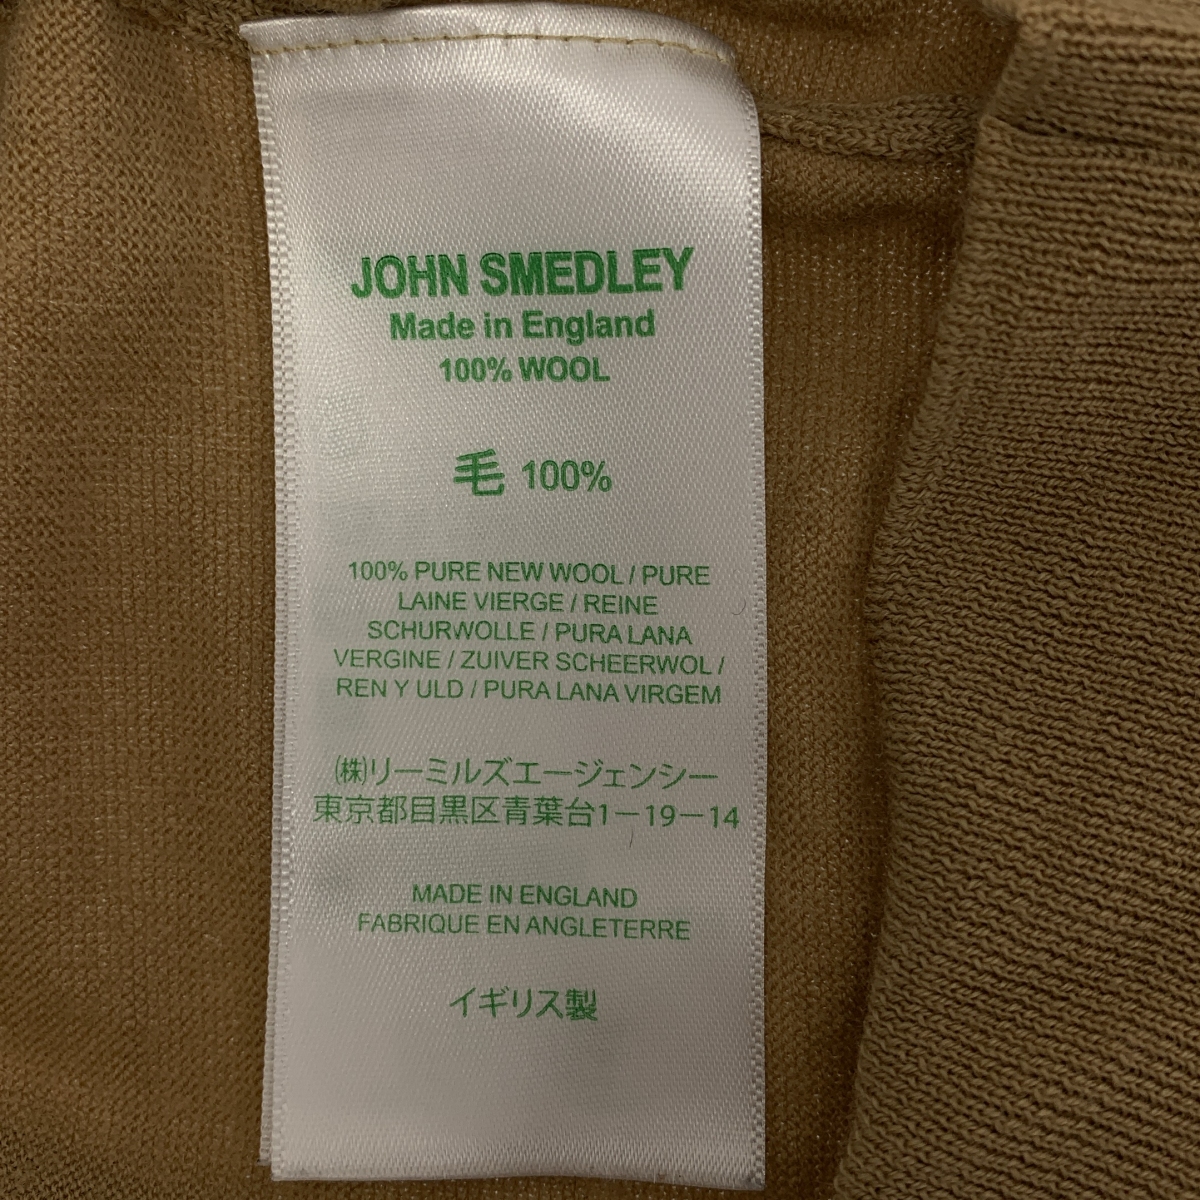 JOHN SMEDLEY
Made in England
100% WOOL
毛 100%
100% PURE NEW WOOL / PURE
LAINE VIERGE / REINE
SCHURWOLLE / PURA LANA
VERGINE / ZUIVER SCHEERWOL /
REN Y ULD / PURA LANA VIRGEM
㈱リーミルズエージェンシー
東京都目黒区青葉台1－19－14
MADE IN ENGLAND
FABRIQUE EN ANGLETERRE
イギリス製